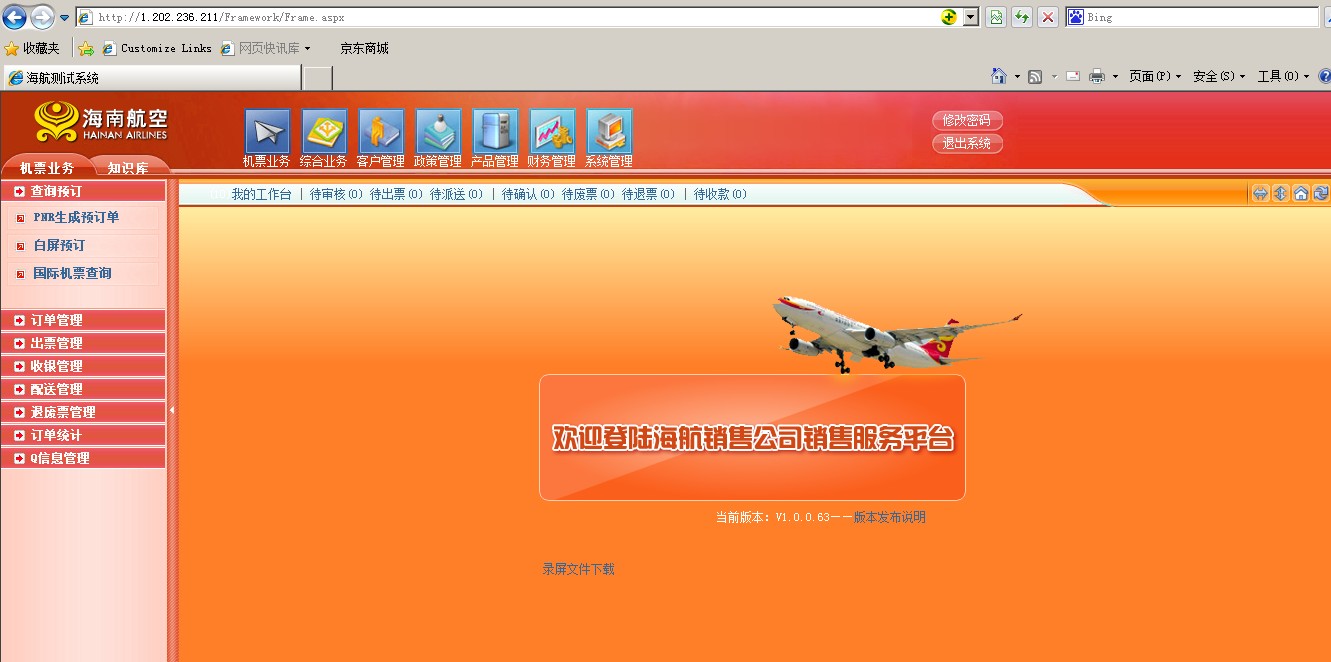 http://1.202.236.211/Framework/Frame.aspx
Bing
收藏夹 Customize Links 网页快讯库 京东商城
海航测试系统
页面(P) 安全(S) 工具(O)
海南航空
HAINAN AIRLINES
机票业务 综合业务 客户管理 政策管理 产品管理 财务管理 系统管理
修改密码
退出系统
机票业务 知识库
我的工作台 | 待审核(0) 待出票(0) 待派送(0) | 待确认(0) 待废票(0) 待退票(0) | 待收款(0)
查询预订
PNR生成预订单
白屏预订
国际机票查询
订单管理
出票管理
收银管理
配送管理
退废票管理
订单统计
Q信息管理
欢迎登陆海航销售公司销售服务平台
当前版本：V1.0.0.63——版本发布说明
录屏文件下载